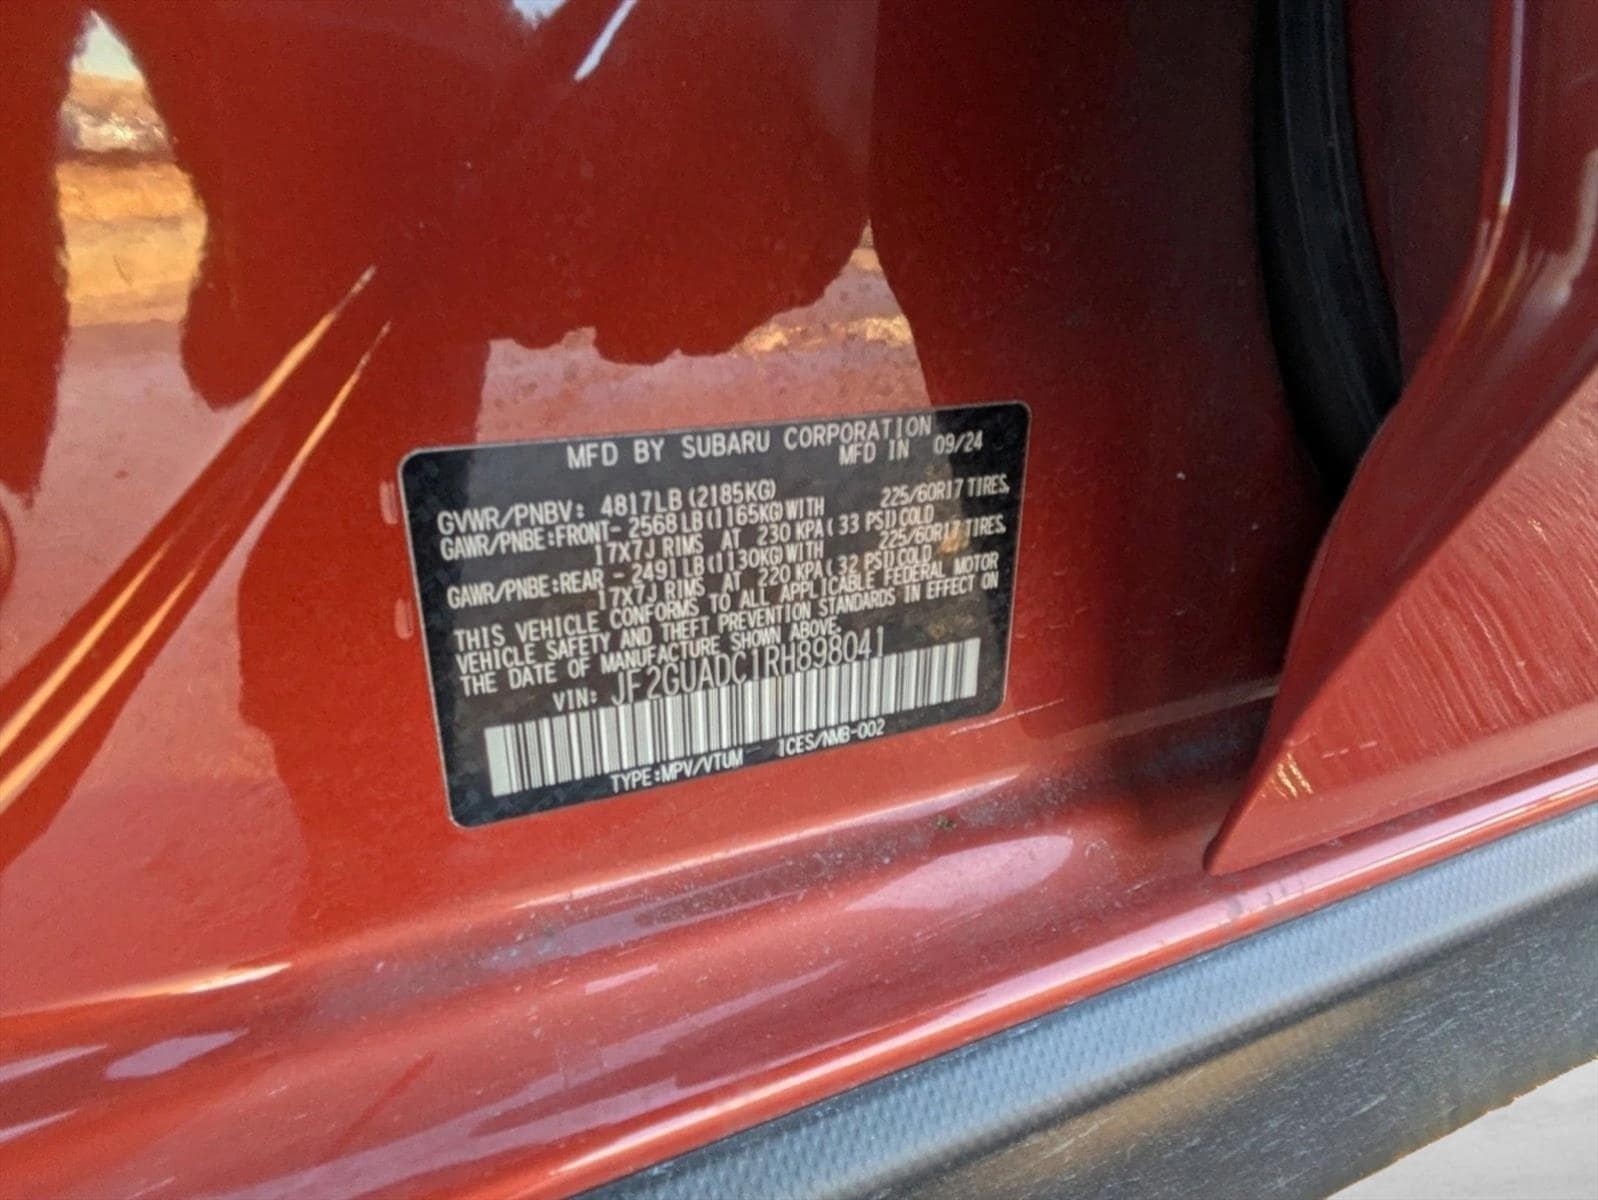 MFD BY SUBARU CORPORATION
MFD IN 09/24
GVWR/PNBV: 4817LB (2185KG)
GAWR/PNBE:FRONT- 2568LB(1165KG)WITH 225/60R17 TIRES,
17X7J RIMS AT 230 KPA( 33 PSI)COLD
GAWR/PNBE:REAR - 2491LB(1130KG)WITH 225/60R17 TIRES,
17X7J RIMS AT 220 KPA( 32 PSI)COLD
THIS VEHICLE CONFORMS TO ALL APPLICABLE FEDERAL MOTOR
VEHICLE SAFETY AND THEFT PREVENTION STANDARDS IN EFFECT ON
THE DATE OF MANUFACTURE SHOWN ABOVE.
VIN: JF2GUADC1RH898041
TYPE:MPV/VTUM ICES/NMB-002